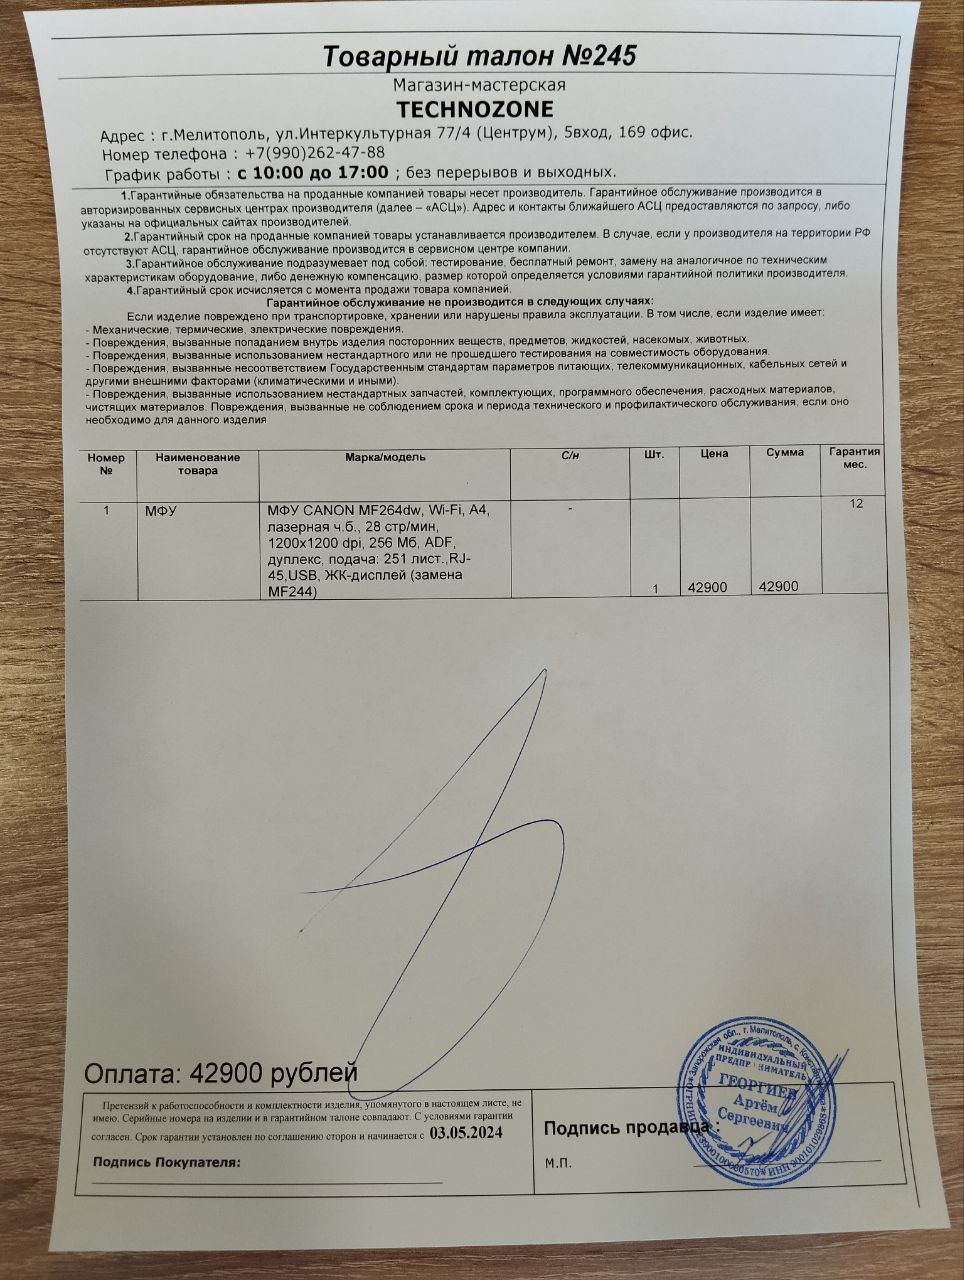 Товарный талон №245
Магазин-мастерская
TECHNOZONE
Адрес : г.Мелитополь, ул.Интеркультурная 77/4 (Центрум), 5вход, 169 офис.
Номер телефона : +7(990)262-47-88
График работы : с 10:00 до 17:00 ; без перерывов и выходных.
1.Гарантийные обязательства на проданные компанией товары несет производитель. Гарантийное обслуживание производится в
авторизированных сервисных центрах производителя (далее – «АСЦ»). Адрес и контакты ближайшего АСЦ предоставляются по запросу, либо
указаны на официальных сайтах производителей.
2.Гарантийный срок на проданные компанией товары устанавливается производителем. В случае, если у производителя на территории РФ
отсутствуют АСЦ, гарантийное обслуживание производится в сервисном центре компании.
3.Гарантийное обслуживание подразумевает под собой: тестирование, бесплатный ремонт, замену на аналогичное по техническим
характеристикам оборудование, либо денежную компенсацию, размер которой определяется условиями гарантийной политики производителя.
4.Гарантийный срок исчисляется с момента продажи товара компанией.
Гарантийное обслуживание не производится в следующих случаях:
Если изделие повреждено при транспортировке, хранении или нарушены правила эксплуатации. В том числе, если изделие имеет:
- Механические, термические, электрические повреждения.
- Повреждения, вызванные попаданием внутрь изделия посторонних веществ, предметов, жидкостей, насекомых, животных.
- Повреждения, вызванные использованием нестандартного или не прошедшего тестирования на совместимость оборудования.
- Повреждения, вызванные несоответствием Государственным стандартам параметров питающих, телекоммуникационных, кабельных сетей и
другими внешними факторами (климатическими и иными).
- Повреждения, вызванные использованием нестандартных запчастей, комплектующих, программного обеспечения, расходных материалов,
чистящих материалов. Повреждения, вызванные не соблюдением срока и периода технического и профилактического обслуживания, если оно
необходимо для данного изделия
Номер № Наименование товара Марка/модель С/н Шт. Цена Сумма Гарантия мес.
1 МФУ МФУ CANON MF264dw, Wi-Fi, A4, - 12
лазерная ч.б., 28 стр/мин,
1200x1200 dpi, 256 Мб, ADF,
дуплекс, подача: 251 лист.,RJ-
45,USB, ЖК-дисплей (замена
MF244) 1 42900 42900
Оплата: 42900 рублей
Претензий к работоспособности и комплектности изделия, упомянутого в настоящем листе, не
имею. Серийные номера на изделии и в гарантийном талоне совпадают. С условиями гарантии
согласен. Срок гарантии установлен по соглашению сторон и начинается с 03.05.2024
Подпись Покупателя:
Подпись продавца :
М.П.
ИНДИВИДУАЛЬНЫЙ
ПРЕДПРИНИМАТЕЛЬ
ГЕОРГИЕВ
Артём
Сергеевич